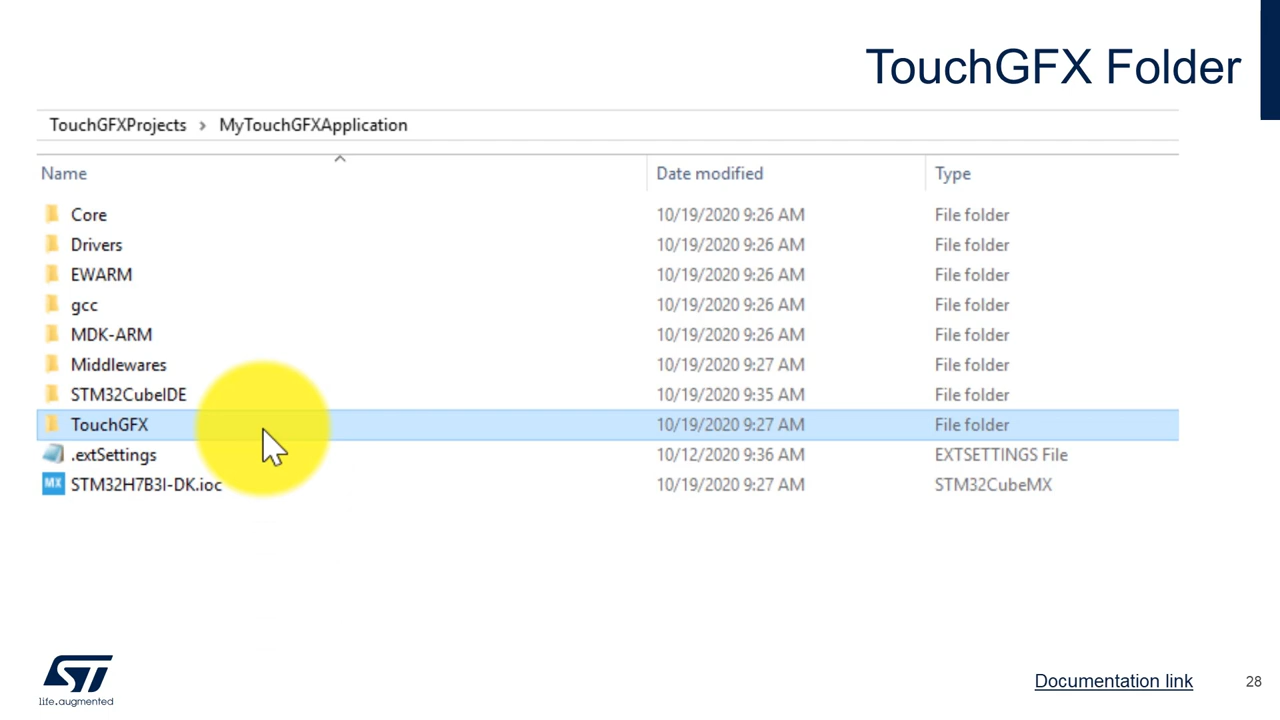 TouchGFX Folder
TouchGFXProjects > MyTouchGFXApplication
Name Date modified Type
Core 10/19/2020 9:26 AM File folder
Drivers 10/19/2020 9:26 AM File folder
EWARM 10/19/2020 9:26 AM File folder
gcc 10/19/2020 9:26 AM File folder
MDK-ARM 10/19/2020 9:26 AM File folder
Middlewares 10/19/2020 9:27 AM File folder
STM32CubeIDE 10/19/2020 9:35 AM File folder
TouchGFX 10/19/2020 9:27 AM File folder
.extSettings 10/12/2020 9:36 AM EXTSETTINGS File
MX STM32H7B3I-DK.ioc 10/19/2020 9:27 AM STM32CubeMX
ST
life.augmented
Documentation link 28